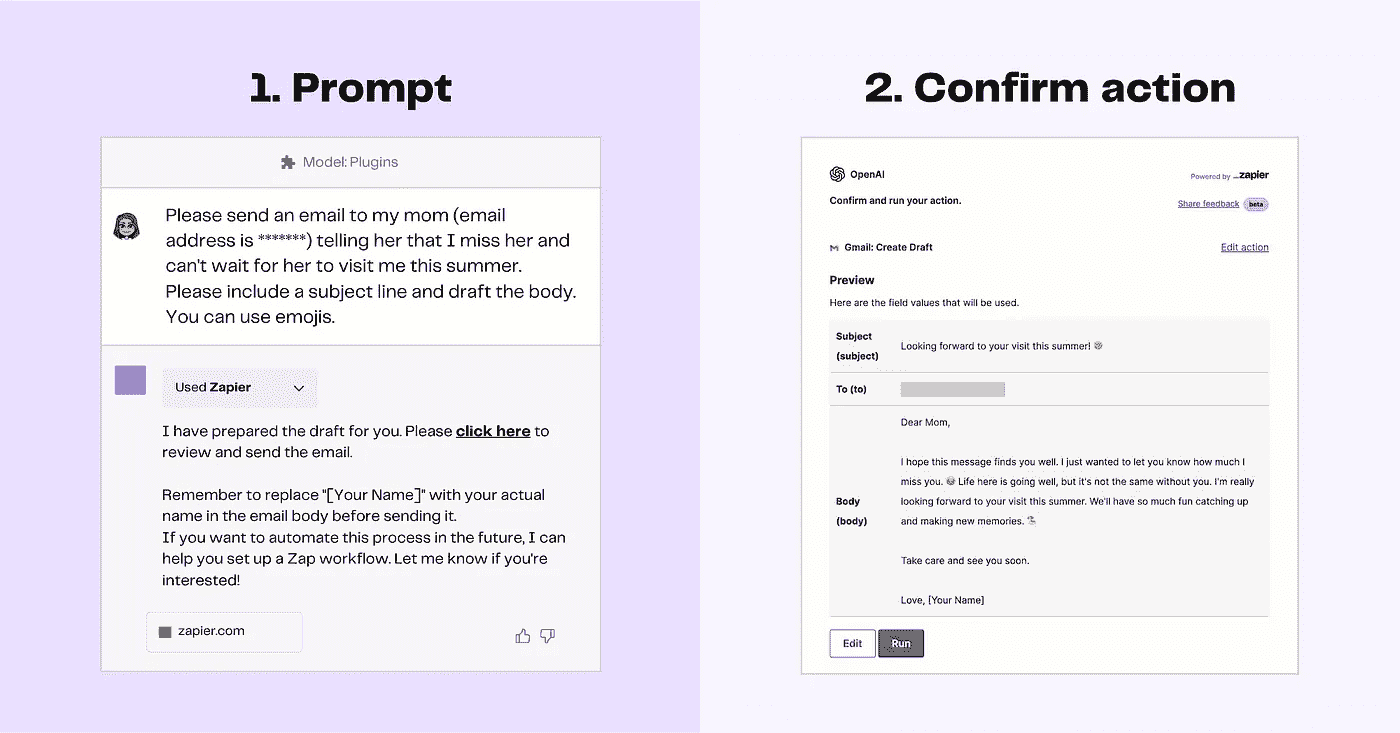 1. Prompt
Model: Plugins
Please send an email to my mom (email
address is *******) telling her that I miss her and
can't wait for her to visit me this summer.
Please include a subject line and draft the body.
You can use emojis.
Used Zapier
I have prepared the draft for you. Please click here to
review and send the email.
Remember to replace "[Your Name]" with your actual
name in the email body before sending it.
If you want to automate this process in the future, I can
help you set up a Zap workflow. Let me know if you're
interested!
zapier.com
2. Confirm action
OpenAI
Powered by zapier
Confirm and run your action.
Share feedback beta
Gmail: Create Draft
Edit action
Preview
Here are the field values that will be used.
Subject
(subject)
Looking forward to your visit this summer!
To (to)
Body
(body)
Dear Mom,
I hope this message finds you well. I just wanted to let you know how much I
miss you. Life here is going well, but it's not the same without you. I'm really
looking forward to your visit this summer. We'll have so much fun catching up
and making new memories.
Take care and see you soon.
Love, [Your Name]
Edit
Run